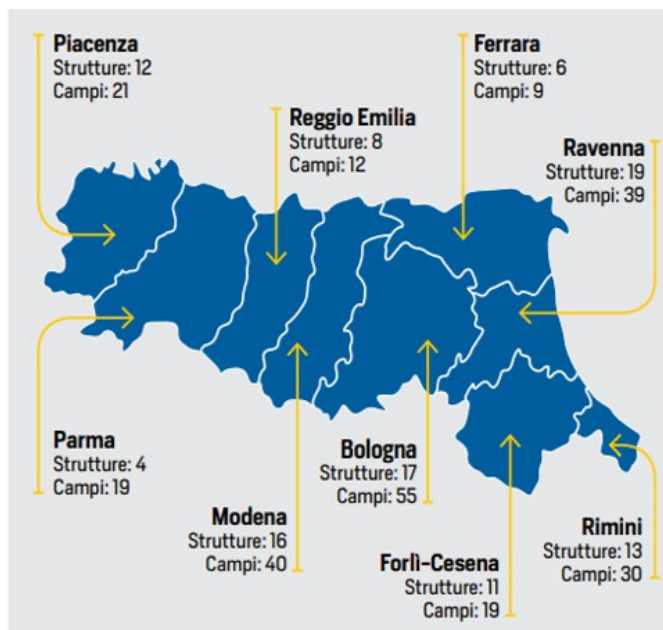 Piacenza
Strutture: 12
Campi: 21
Ferrara
Strutture: 6
Campi: 9
Reggio Emilia
Strutture: 8
Campi: 12
Ravenna
Strutture: 19
Campi: 39
Parma
Strutture: 4
Campi: 19
Bologna
Strutture: 17
Campi: 55
Modena
Strutture: 16
Campi: 40
Forlì-Cesena
Strutture: 11
Campi: 19
Rimini
Strutture: 13
Campi: 30